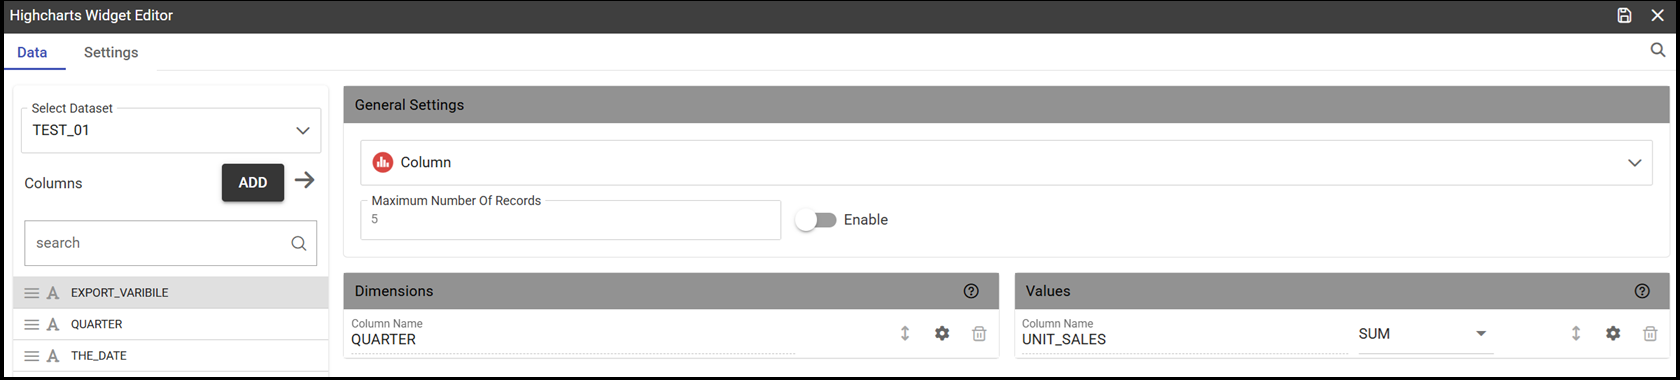 Highcharts Widget Editor
Data Settings
Select Dataset
TEST_01
Columns ADD
search
EXPORT_VARIBILE
QUARTER
THE_DATE
General Settings
Column
Maximum Number Of Records
5
Enable
Dimensions
Column Name
QUARTER
Values
Column Name
UNIT_SALES
SUM